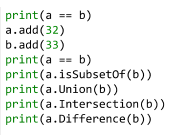 print(a == b)
a.add(32)
b.add(33)
print(a == b)
print(a.isSubsetOf(b))
print(a.Union(b))
print(a.Intersection(b))
print(a.Difference(b))